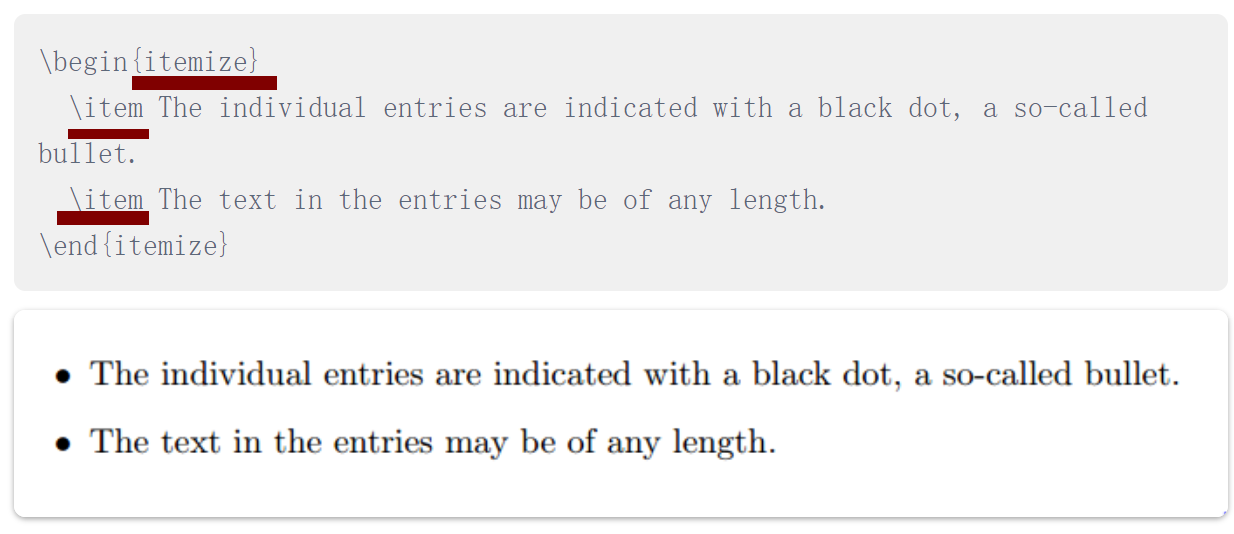 \begin{itemize}
\item The individual entries are indicated with a black dot, a so-called
bullet.
\item The text in the entries may be of any length.
\end{itemize}
• The individual entries are indicated with a black dot, a so-called bullet.
• The text in the entries may be of any length.